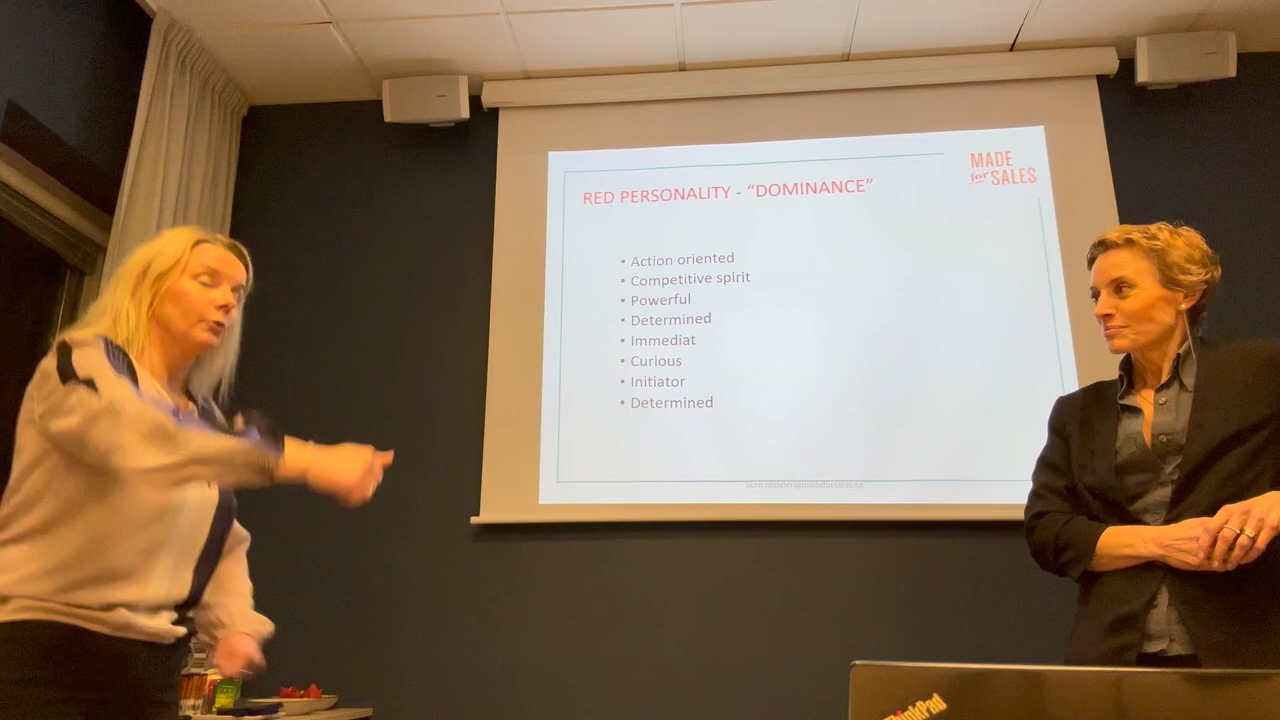 MADE
for SALES
RED PERSONALITY - “DOMINANCE”
• Action oriented
• Competitive spirit
• Powerful
• Determined
• Immediat
• Curious
• Initiator
• Determined
ThinkPad